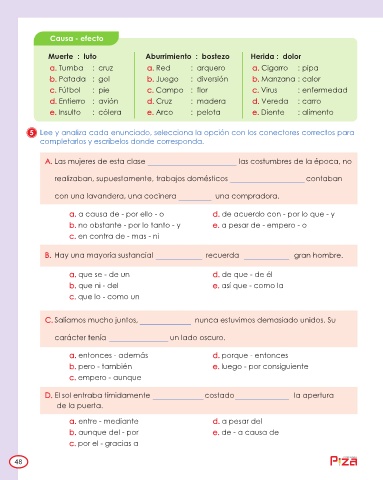 Causa - efecto
Muerte : luto
a. Tumba : cruz
b. Patada : gol
c. Fútbol : pie
d. Entierro : avión
e. Insulto : cólera
Aburrimiento : bostezo
a. Red : arquero
b. Juego : diversión
c. Campo : flor
d. Cruz : madera
e. Arco : pelota
Herida : dolor
a. Cigarro : pipa
b. Manzana : calor
c. Virus : enfermedad
d. Vereda : carro
e. Diente : alimento
5 Lee y analiza cada enunciado, selecciona la opción con los conectores correctos para
completarlos y escríbelos donde corresponda.
A. Las mujeres de esta clase ____________ las costumbres de la época, no
realizaban, supuestamente, trabajos domésticos ____________ contaban
con una lavandera, una cocinera ________ una compradora.
a. a causa de - por ello - o
b. no obstante - por lo tanto - y
c. en contra de - mas - ni
d. de acuerdo con - por lo que - y
e. a pesar de - empero - o
B. Hay una mayoría sustancial ____________ recuerda ____________ gran hombre.
a. que se - de un
b. que ni - del
c. que lo - como un
d. de que - de él
e. así que - como la
C. Salíamos mucho juntos, ____________ nunca estuvimos demasiado unidos. Su
carácter tenía ____________ un lado oscuro.
a. entonces - además
b. pero - también
c. empero - aunque
d. porque - entonces
e. luego - por consiguiente
D. El sol entraba tímidamente ____________ costado ____________ la apertura
de la puerta.
a. entre - mediante
b. aunque del - por
c. por el - gracias a
d. a pesar del
e. de - a causa de
48
Piza